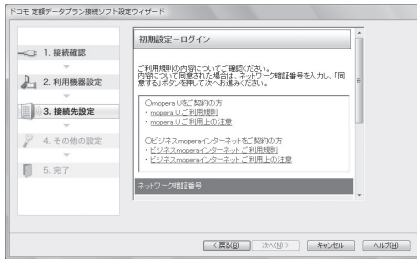 ドコモ 定額データプラン接続ソフト設定ウィザード
1. 接続確認
2. 利用機器設定
3. 接続先設定
4. その他の設定
5. 完了
初期設定－ログイン
ご利用規則の内容についてご確認ください。
内容について同意された場合は、ネットワーク暗証番号を入力し、「同
意する」ボタンを押して次へお進みください。
○mopera Uをご契約の方
・mopera U ご利用規則
・mopera U ご利用上の注意
○ビジネスmoperaインターネットをご契約の方
・ビジネスmoperaインターネット ご利用規則
・ビジネスmoperaインターネット ご利用上の注意
ネットワーク暗証番号
< 戻る(B)
次へ(N) >
キャンセル
ヘルプ(H)